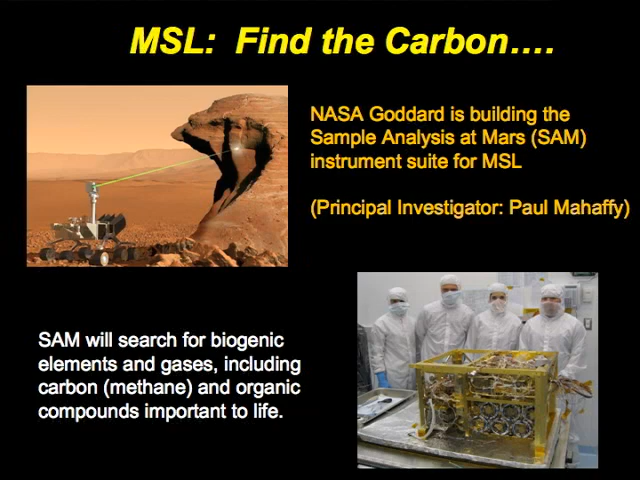 MSL:  Find the Carbon….
NASA Goddard is building the
Sample Analysis at Mars (SAM)
instrument suite for MSL
(Principal Investigator: Paul Mahaffy)
SAM will search for biogenic
elements and gases, including
carbon (methane) and organic
compounds important to life.